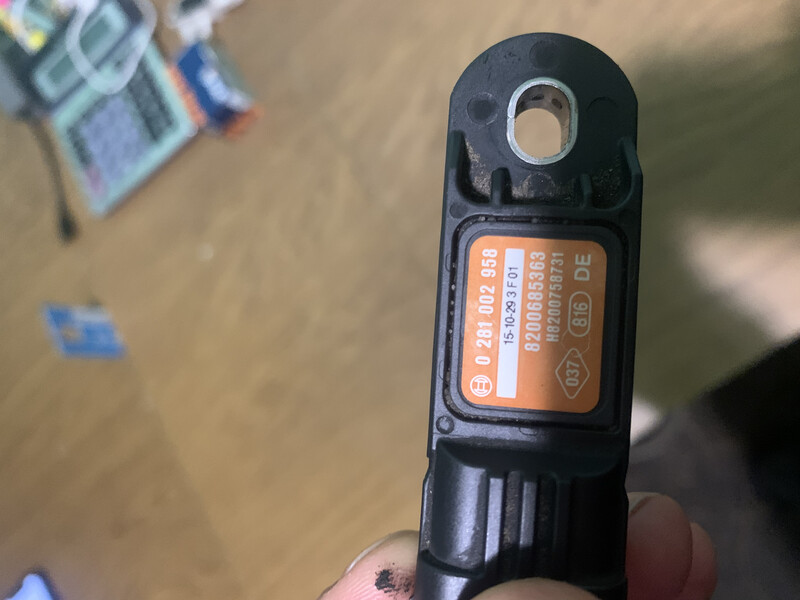 0 281 002 958
15-10-29 3 F 01
8200685363
H8200758731
037 816 DE